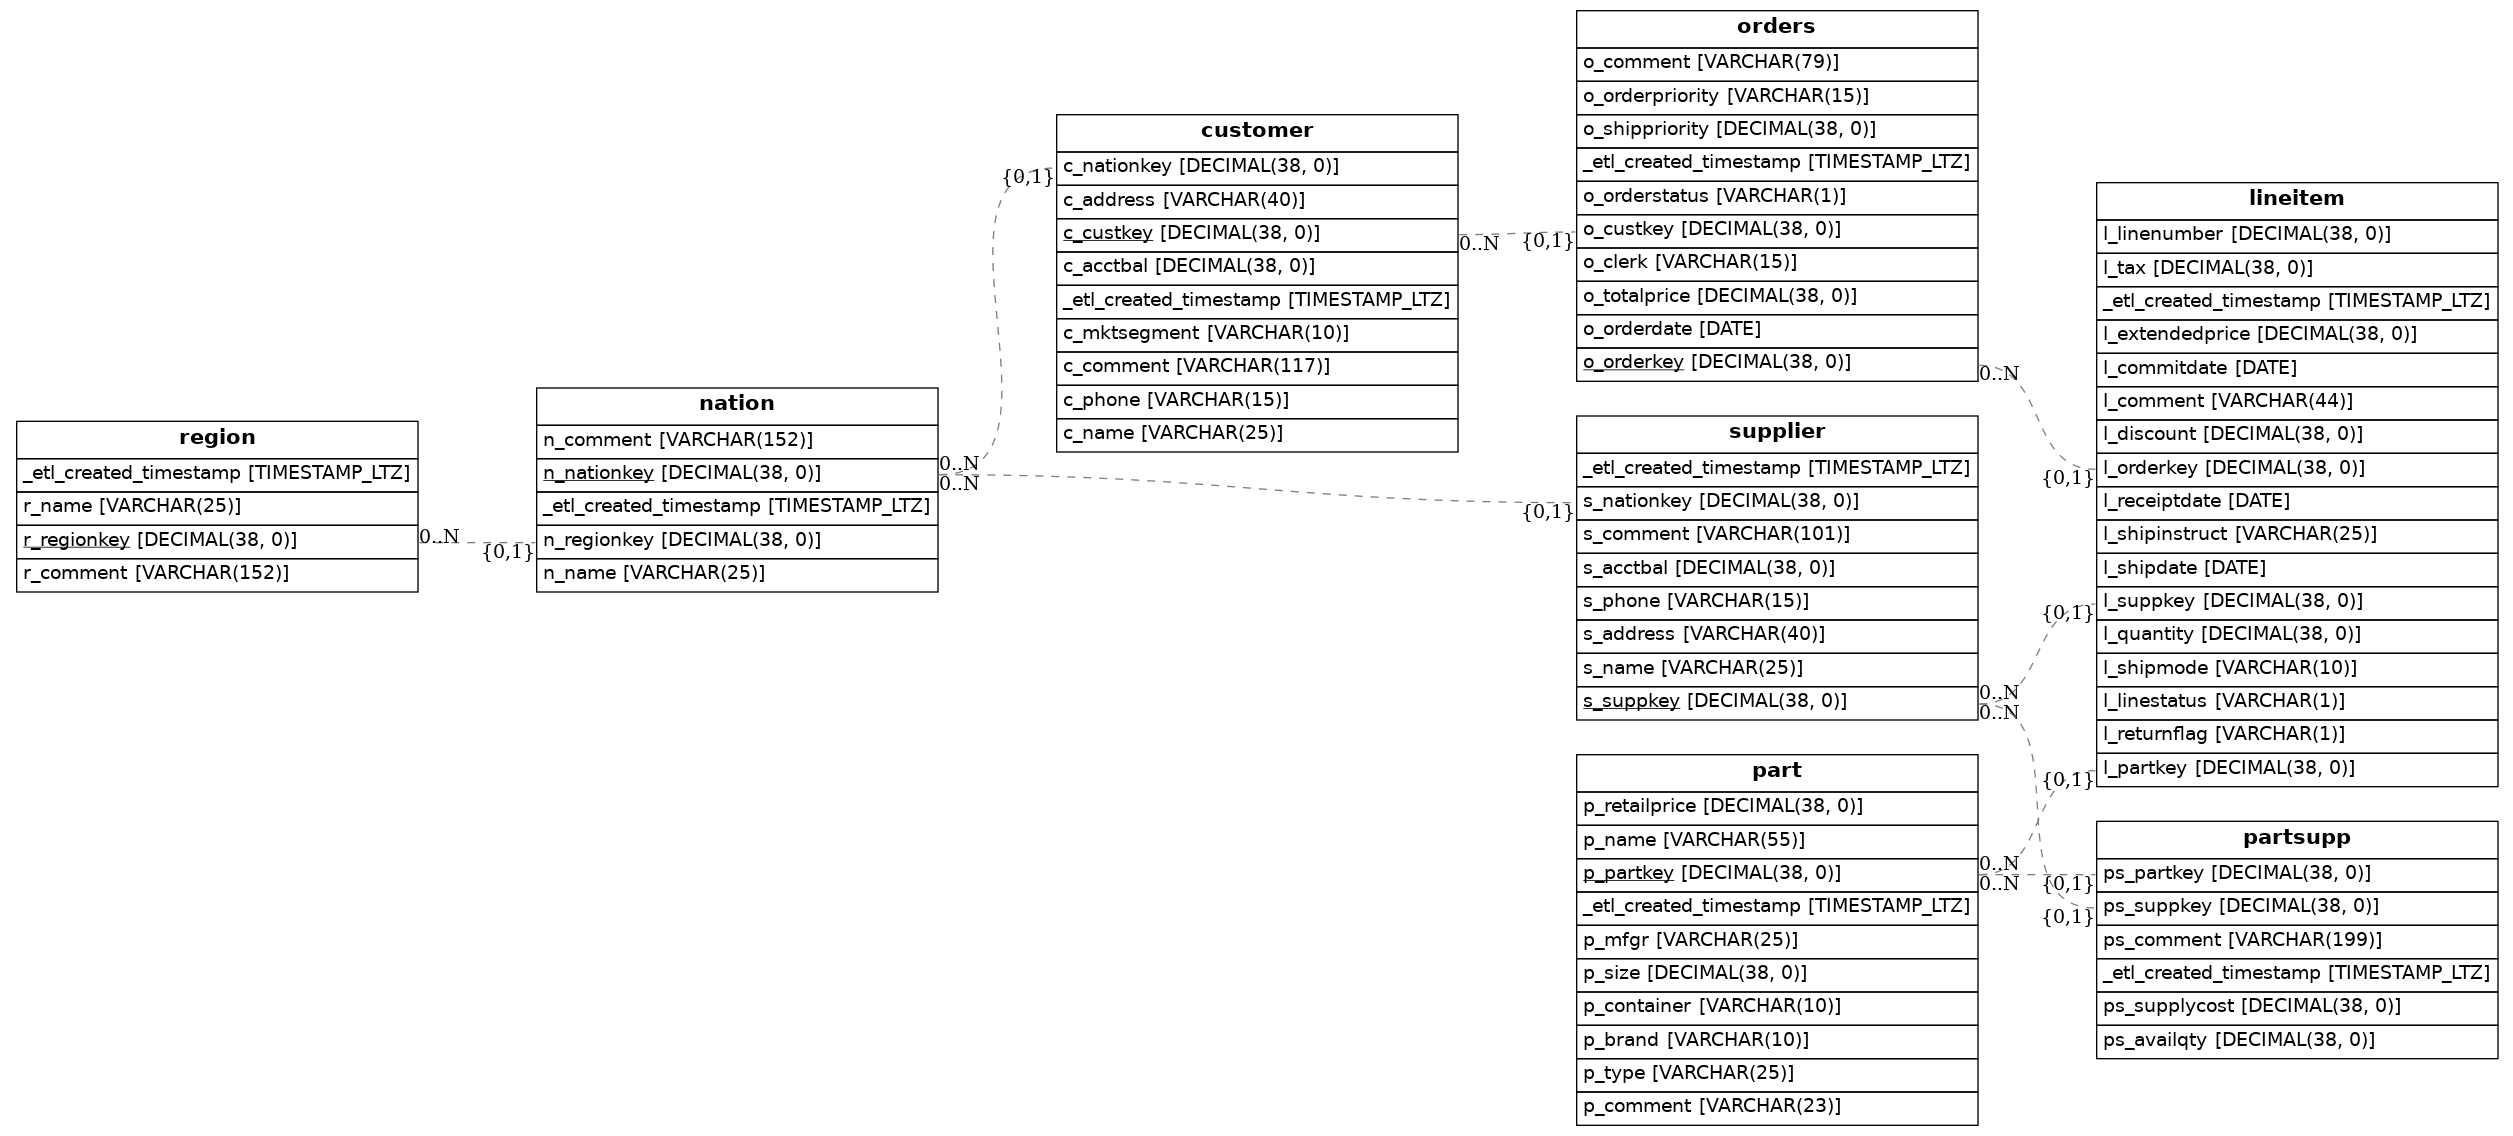 region
_etl_created_timestamp [TIMESTAMP_LTZ]
r_name [VARCHAR(25)]
r_regionkey [DECIMAL(38, 0)]
r_comment [VARCHAR(152)]
0..N
{0,1}
nation
n_comment [VARCHAR(152)]
n_nationkey [DECIMAL(38, 0)]
_etl_created_timestamp [TIMESTAMP_LTZ]
n_regionkey [DECIMAL(38, 0)]
n_name [VARCHAR(25)]
0..N
0..N
{0,1}
customer
c_nationkey [DECIMAL(38, 0)]
c_address [VARCHAR(40)]
c_custkey [DECIMAL(38, 0)]
c_acctbal [DECIMAL(38, 0)]
_etl_created_timestamp [TIMESTAMP_LTZ]
c_mktsegment [VARCHAR(10)]
c_comment [VARCHAR(117)]
c_phone [VARCHAR(15)]
c_name [VARCHAR(25)]
0..N
{0,1}
{0,1}
orders
o_comment [VARCHAR(79)]
o_orderpriority [VARCHAR(15)]
o_shippriority [DECIMAL(38, 0)]
_etl_created_timestamp [TIMESTAMP_LTZ]
o_orderstatus [VARCHAR(1)]
o_custkey [DECIMAL(38, 0)]
o_clerk [VARCHAR(15)]
o_totalprice [DECIMAL(38, 0)]
o_orderdate [DATE]
o_orderkey [DECIMAL(38, 0)]
0..N
supplier
_etl_created_timestamp [TIMESTAMP_LTZ]
s_nationkey [DECIMAL(38, 0)]
s_comment [VARCHAR(101)]
s_acctbal [DECIMAL(38, 0)]
s_phone [VARCHAR(15)]
s_address [VARCHAR(40)]
s_name [VARCHAR(25)]
s_suppkey [DECIMAL(38, 0)]
0..N
0..N
part
p_retailprice [DECIMAL(38, 0)]
p_name [VARCHAR(55)]
p_partkey [DECIMAL(38, 0)]
_etl_created_timestamp [TIMESTAMP_LTZ]
p_mfgr [VARCHAR(25)]
p_size [DECIMAL(38, 0)]
p_container [VARCHAR(10)]
p_brand [VARCHAR(10)]
p_type [VARCHAR(25)]
p_comment [VARCHAR(23)]
0..N
0..N
{0,1}
{0,1}
{0,1}
{0,1}
{0,1}
lineitem
l_linenumber [DECIMAL(38, 0)]
l_tax [DECIMAL(38, 0)]
_etl_created_timestamp [TIMESTAMP_LTZ]
l_extendedprice [DECIMAL(38, 0)]
l_commitdate [DATE]
l_comment [VARCHAR(44)]
l_discount [DECIMAL(38, 0)]
l_orderkey [DECIMAL(38, 0)]
l_receiptdate [DATE]
l_shipinstruct [VARCHAR(25)]
l_shipdate [DATE]
l_suppkey [DECIMAL(38, 0)]
l_quantity [DECIMAL(38, 0)]
l_shipmode [VARCHAR(10)]
l_linestatus [VARCHAR(1)]
l_returnflag [VARCHAR(1)]
l_partkey [DECIMAL(38, 0)]
partsupp
ps_partkey [DECIMAL(38, 0)]
ps_suppkey [DECIMAL(38, 0)]
ps_comment [VARCHAR(199)]
_etl_created_timestamp [TIMESTAMP_LTZ]
ps_supplycost [DECIMAL(38, 0)]
ps_availqty [DECIMAL(38, 0)]